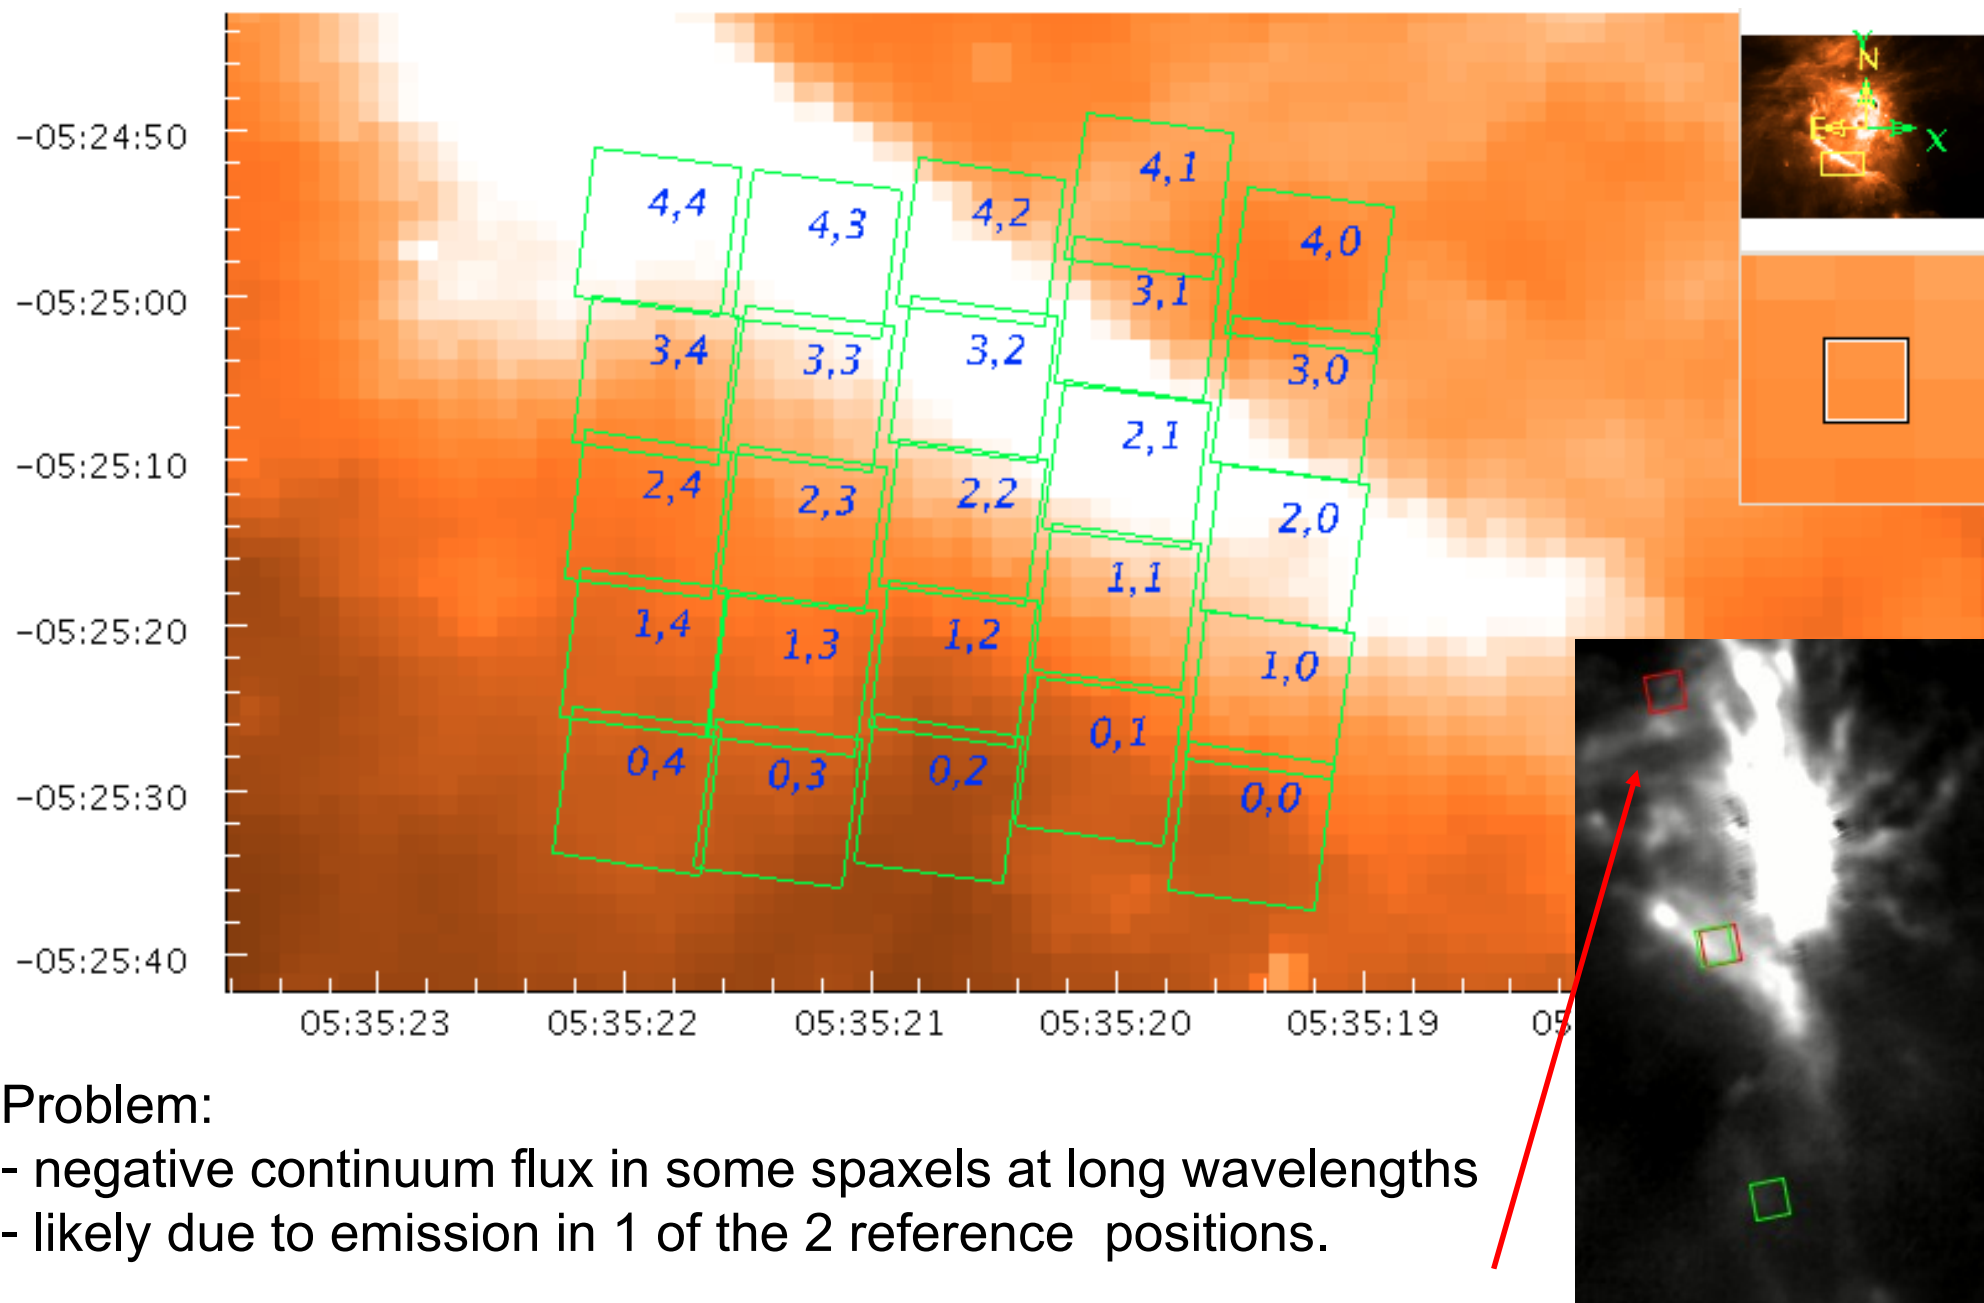 -05:24:50
-05:25:00
-05:25:10
-05:25:20
-05:25:30
-05:25:40
4,4 4,3 4,2 4,1 4,0
3,4 3,3 3,2 3,1 3,0
2,4 2,3 2,2 2,1 2,0
1,4 1,3 1,2 1,1 1,0
0,4 0,3 0,2 0,1 0,0
Y
N
E
X
05:35:23 05:35:22 05:35:21 05:35:20 05:35:19 05
Problem:
- negative continuum flux in some spaxels at long wavelengths
- likely due to emission in 1 of the 2 reference positions.